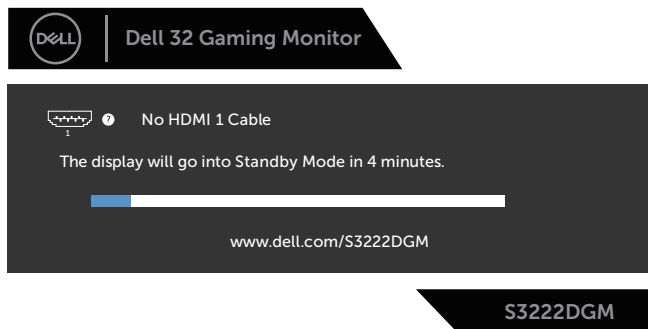 DELL
Dell 32 Gaming Monitor
? No HDMI 1 Cable
1
The display will go into Standby Mode in 4 minutes.
www.dell.com/S3222DGM
S3222DGM